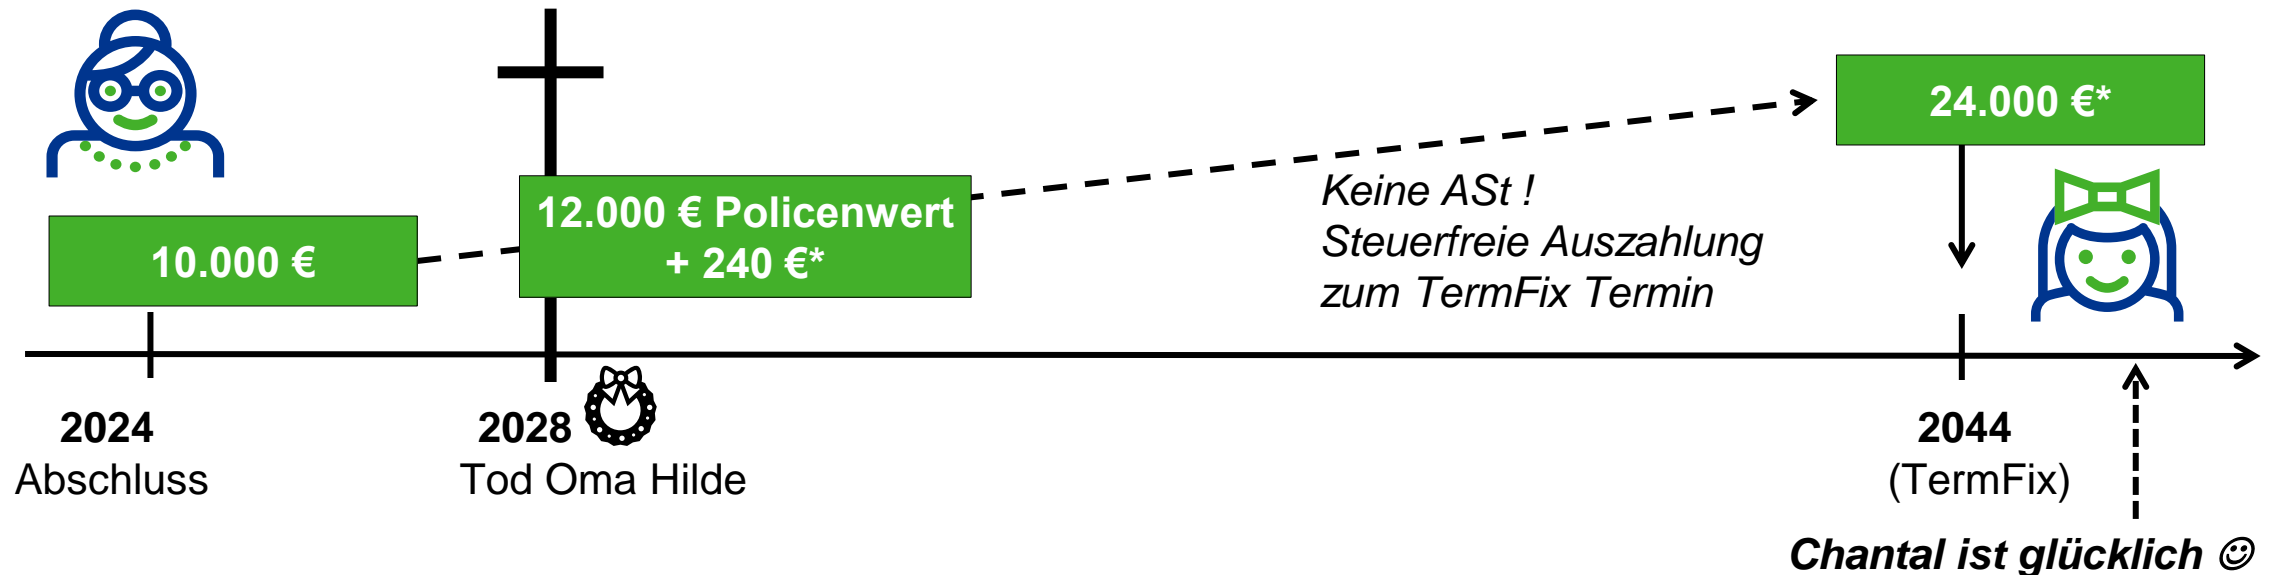 24.000 €*
12.000 € Policenwert
+ 240 €*
10.000 €
Keine ASt !
Steuerfreie Auszahlung
zum TermFix Termin
2024
Abschluss
2028
Tod Oma Hilde
2044
(TermFix)
Chantal ist glücklich ☺